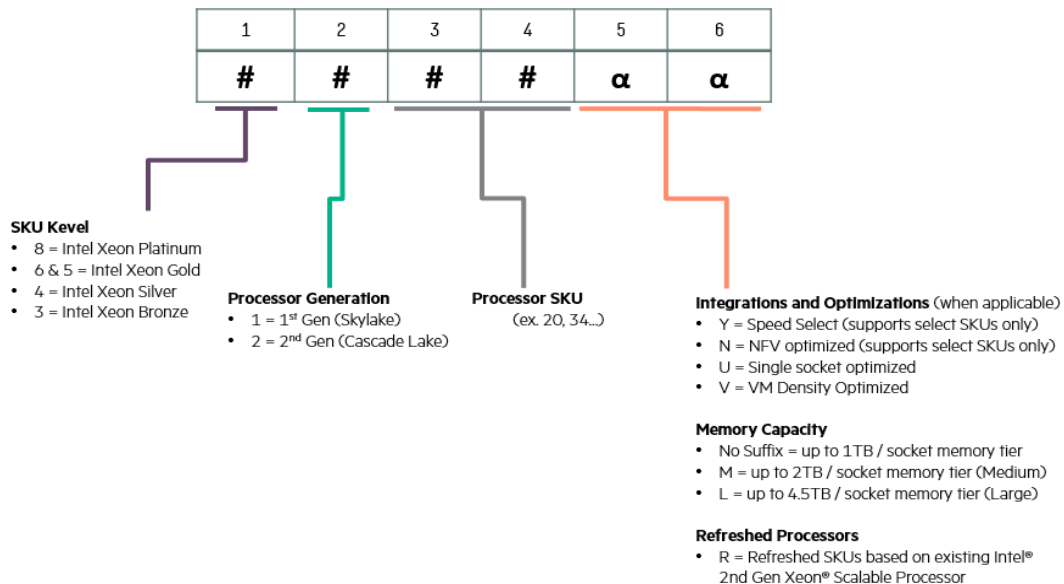 1 2 3 4 5 6
# # # # α α
SKU Kevel
• 8 = Intel Xeon Platinum
• 6 & 5 = Intel Xeon Gold
• 4 = Intel Xeon Silver
• 3 = Intel Xeon Bronze
Processor Generation
• 1 = 1st Gen (Skylake)
• 2 = 2nd Gen (Cascade Lake)
Processor SKU
(ex. 20, 34...)
Integrations and Optimizations (when applicable)
• Y = Speed Select (supports select SKUs only)
• N = NFV optimized (supports select SKUs only)
• U = Single socket optimized
• V = VM Density Optimized
Memory Capacity
• No Suffix = up to 1TB / socket memory tier
• M = up to 2TB / socket memory tier (Medium)
• L = up to 4.5TB / socket memory tier (Large)
Refreshed Processors
• R = Refreshed SKUs based on existing Intel®
2nd Gen Xeon® Scalable Processor